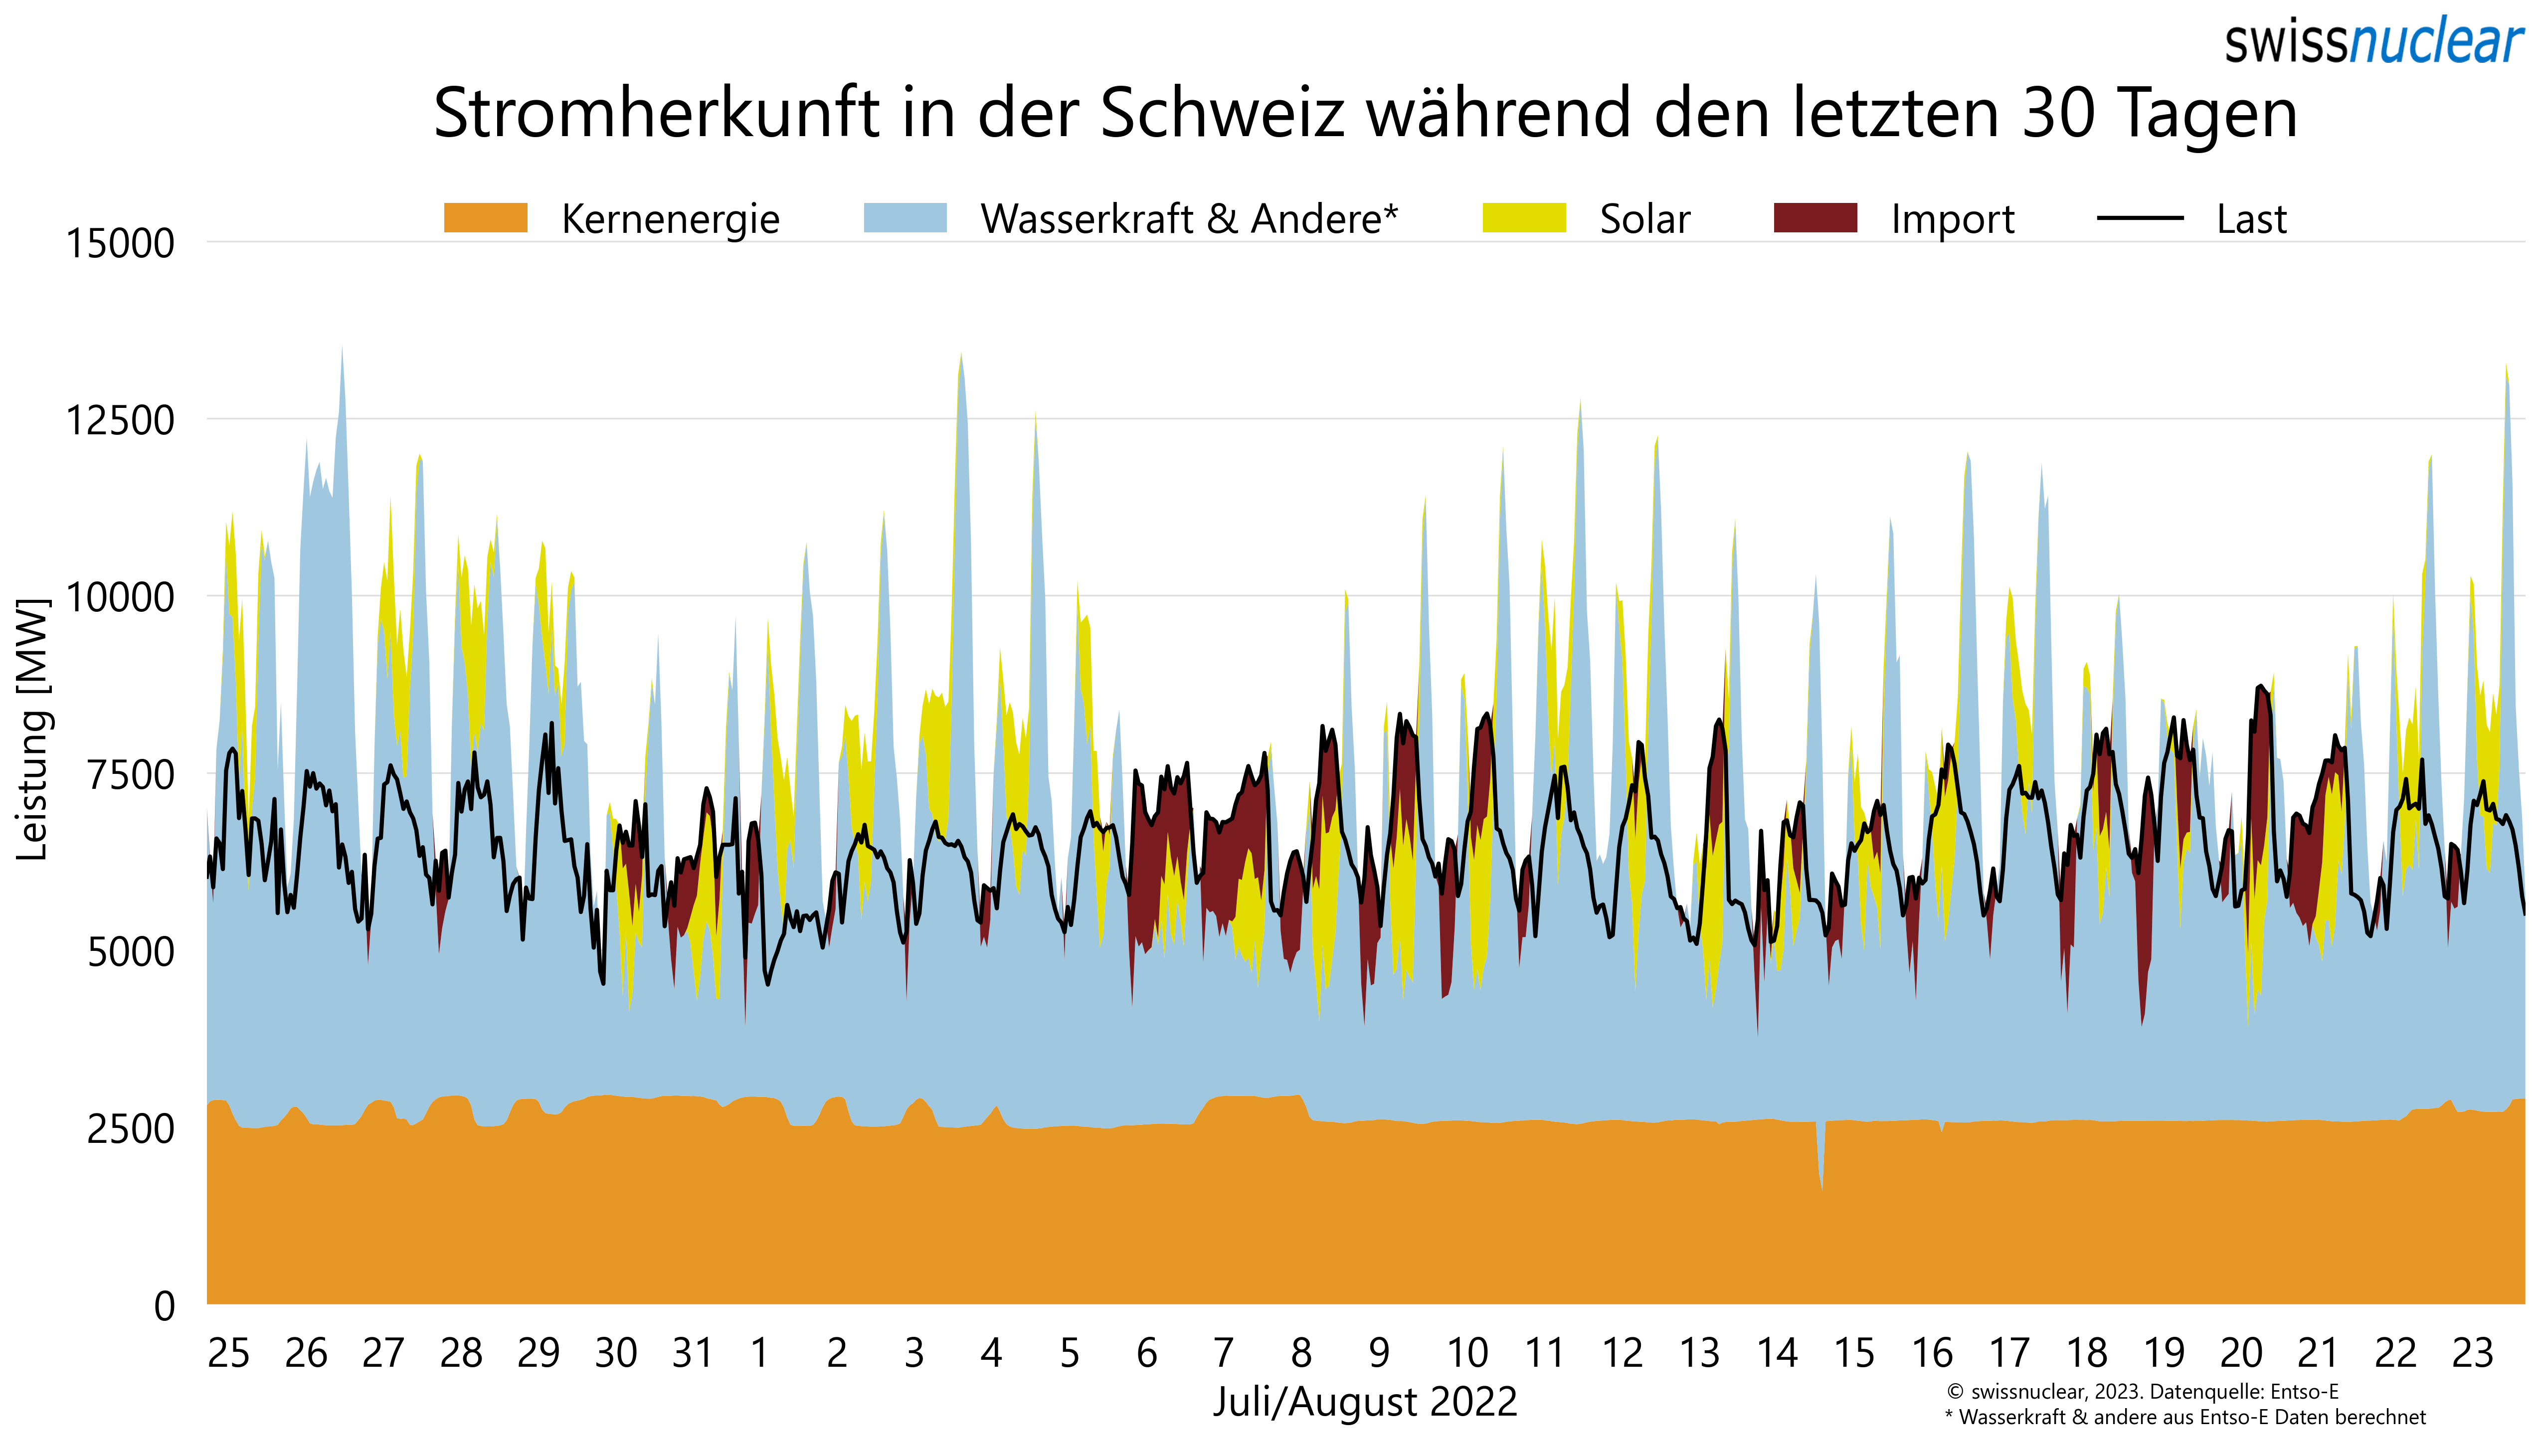 swissnuclear
Stromherkunft in der Schweiz während den letzten 30 Tagen
Kernenergie Wasserkraft & Andere* Solar Import Last
15000
12500
10000
7500
5000
2500
0
Leistung [MW]
25 26 27 28 29 30 31 1 2 3 4 5 6 7 8 9 10 11 12 13 14 15 16 17 18 19 20 21 22 23
Juli/August 2022
© swissnuclear, 2023. Datenquelle: Entso-E
* Wasserkraft & andere aus Entso-E Daten berechnet